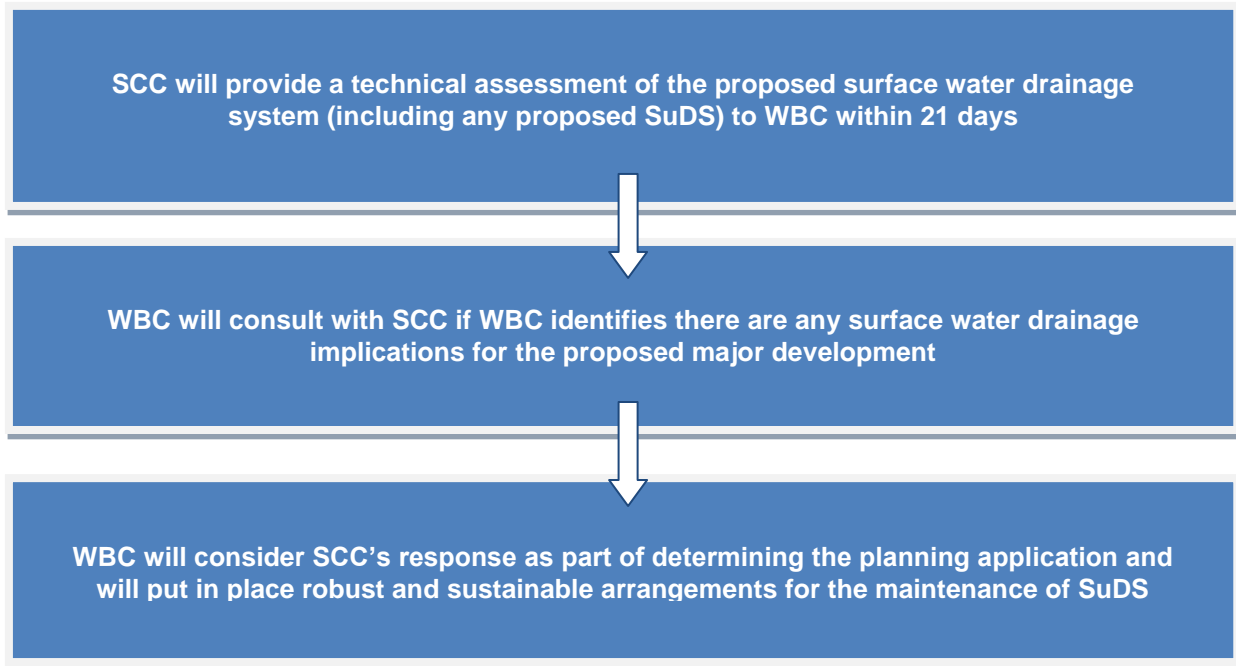 SCC will provide a technical assessment of the proposed surface water drainage
system (including any proposed SuDS) to WBC within 21 days
WBC will consult with SCC if WBC identifies there are any surface water drainage
implications for the proposed major development
WBC will consider SCC’s response as part of determining the planning application and
will put in place robust and sustainable arrangements for the maintenance of SuDS